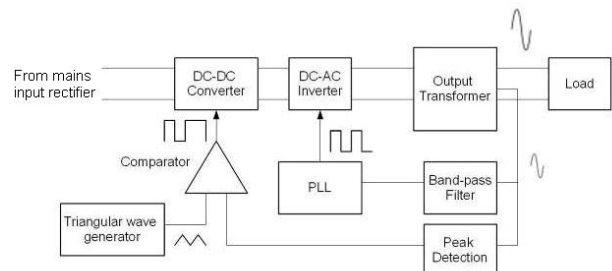 From mains
input rectifier
DC-DC
Converter
DC-AC
Inverter
Output
Transformer
Load
Comparator
PLL
Band-pass
Filter
Triangular wave
generator
Peak
Detection